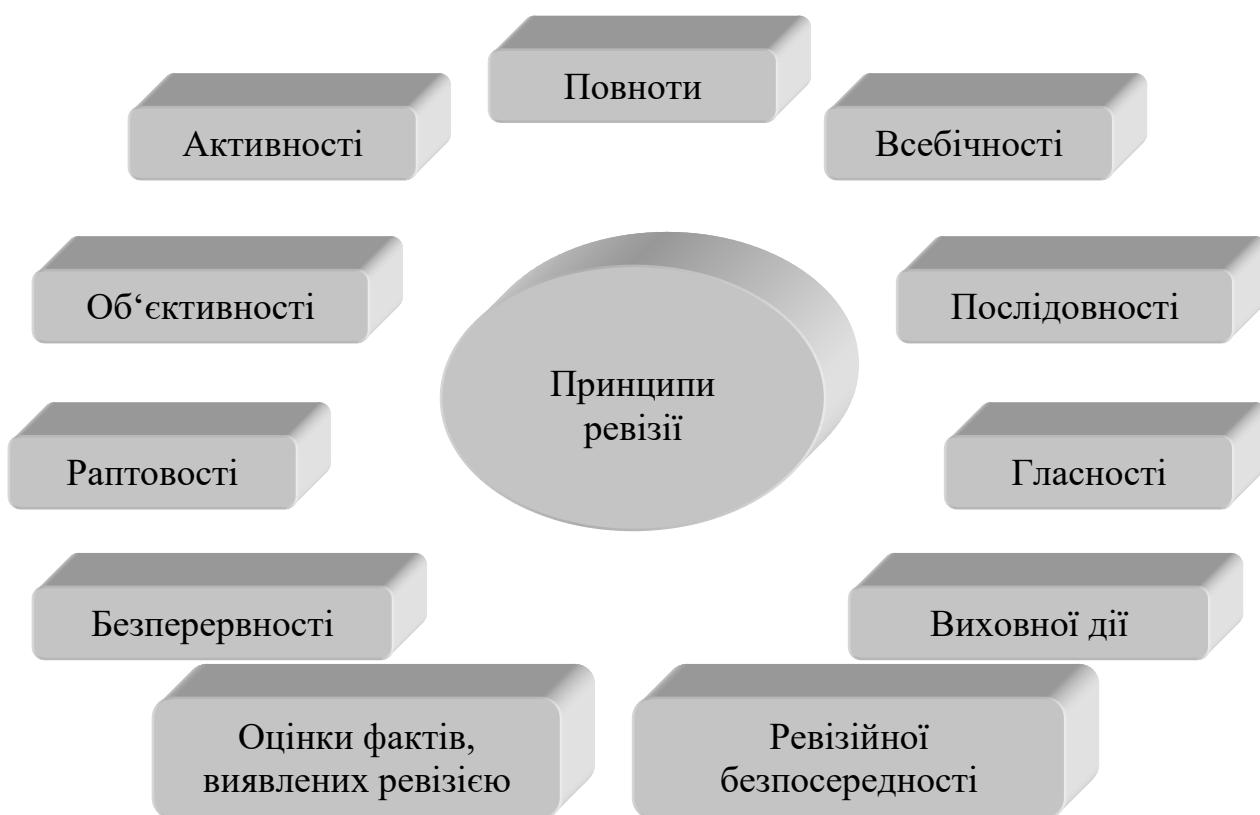 Повноти
Активності
Всебічності
Об‘єктивності
Послідовності
Принципи
ревізії
Раптовості
Гласності
Безперервності
Виховної дії
Оцінки фактів,
виявлених ревізією
Ревізійної
безпосередності